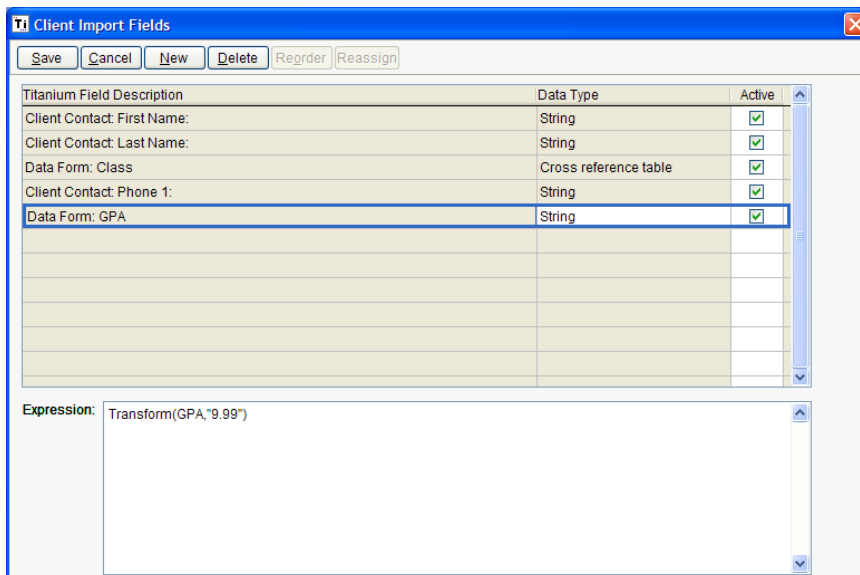 Ti Client Import Fields
Save Cancel New Delete Reorder Reassign
Titanium Field Description Data Type Active
Client Contact: First Name: String
Client Contact: Last Name: String
Data Form: Class Cross reference table
Client Contact: Phone 1: String
Data Form: GPA String
Expression: Transform(GPA,"9.99")